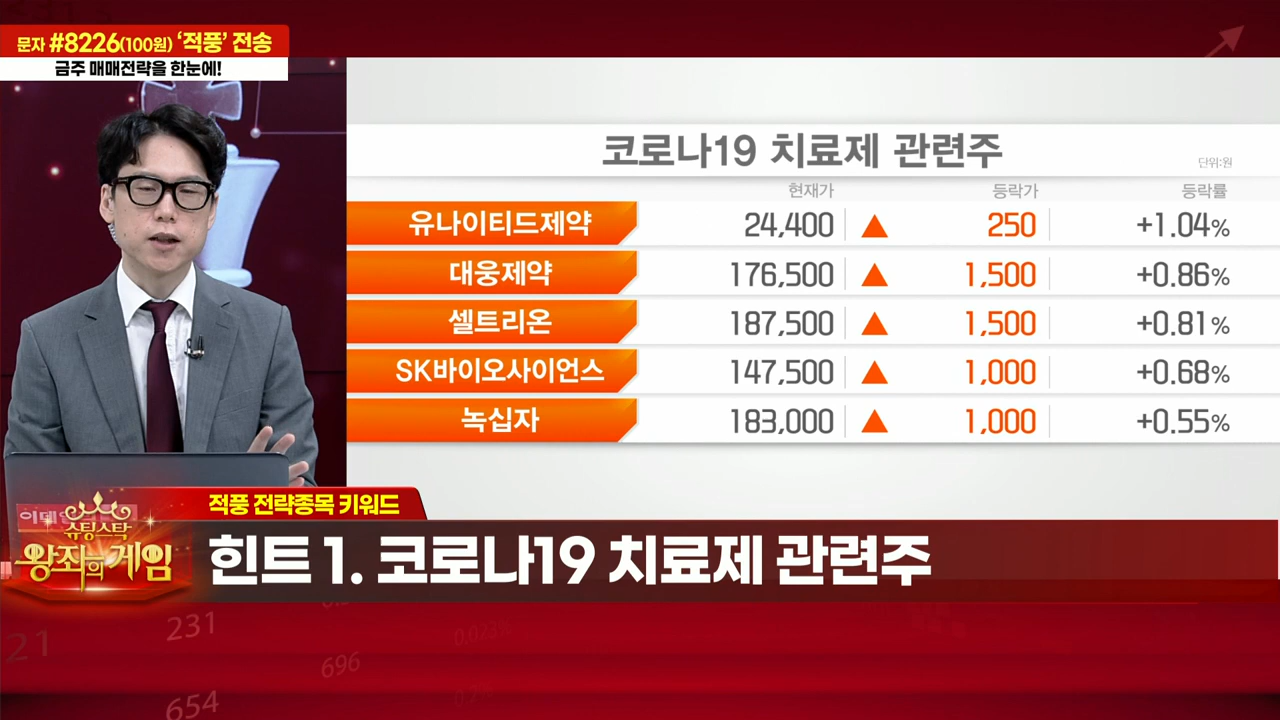 문자 #8226(100원) ‘적풍’ 전송
금주 매매전략을 한눈에!
코로나19 치료제 관련주
단위:원
현재가 등락가 등락률
유나이티드제약 24,400 ▲ 250 +1.04%
대웅제약 176,500 ▲ 1,500 +0.86%
셀트리온 187,500 ▲ 1,500 +0.81%
SK바이오사이언스 147,500 ▲ 1,000 +0.68%
녹십자 183,000 ▲ 1,000 +0.55%
적풍 전략종목 키워드
슈팅스탁
왕좌의 게임
힌트 1. 코로나19 치료제 관련주
21
231
696
654